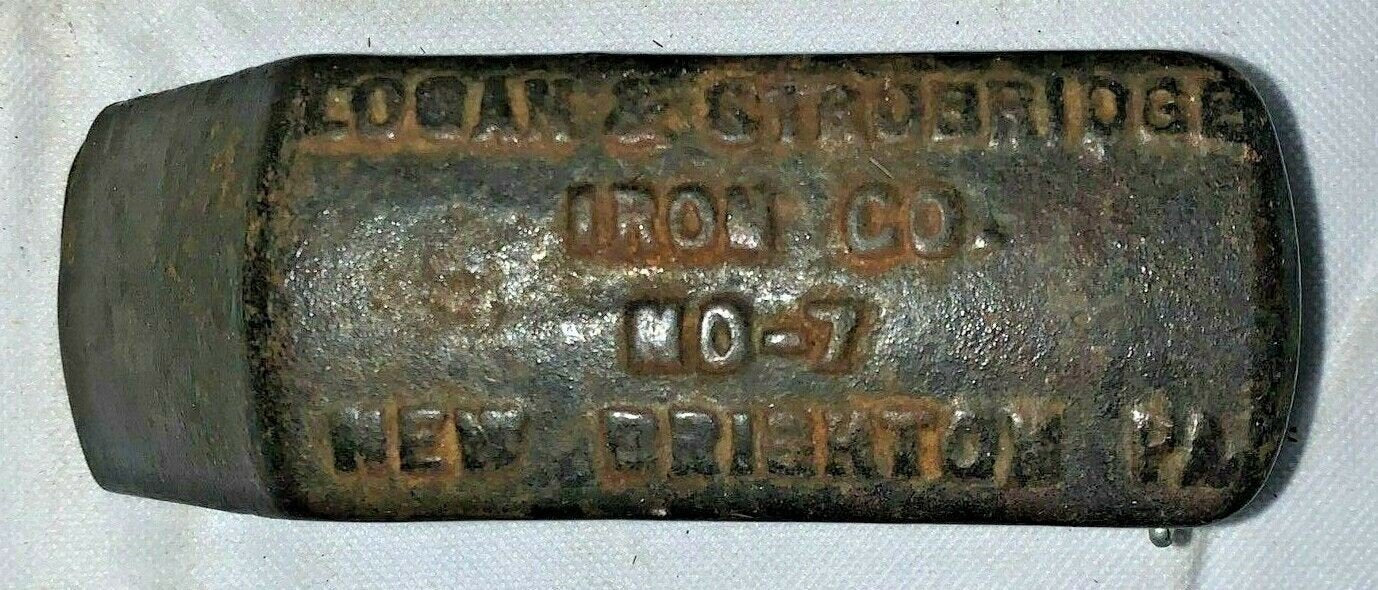 LOGAN & STROBRIDGE
IRON CO.
NO-7
NEW BRIGHTON PA